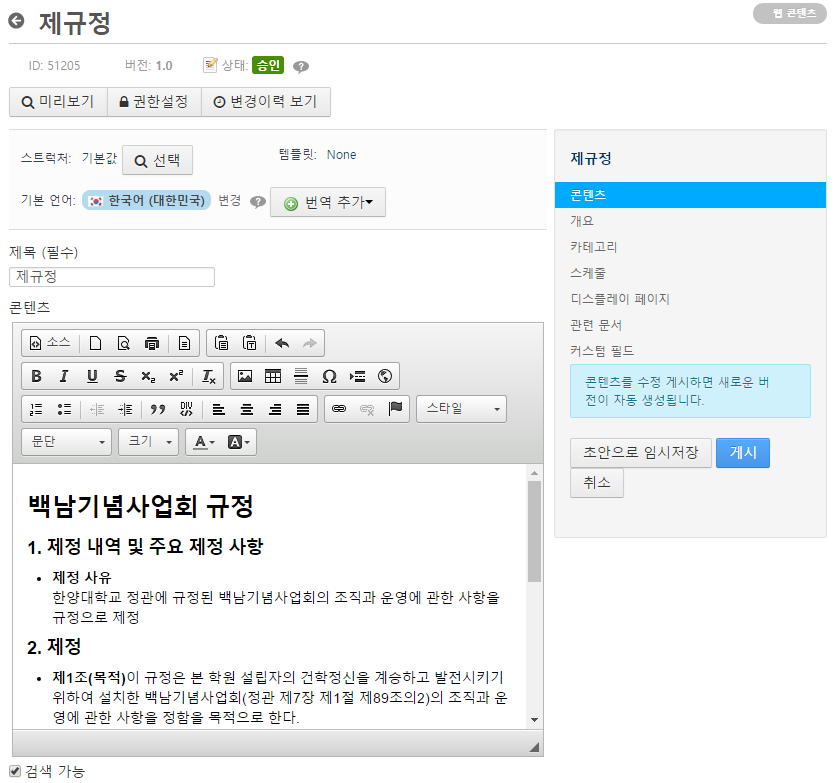 제규정
웹 콘텐츠
ID: 51205 버전: 1.0 상태: 승인
미리보기 권한설정 변경이력 보기
스트럭처: 기본값 선택 템플릿: None
기본 언어: 한국어 (대한민국) 변경 번역 추가
제목 (필수)
제규정
콘텐츠
소스
B I U S x₂ x² Ix
Ω
DIV
스타일
문단 크기 A A
백남기념사업회 규정
1. 제정 내역 및 주요 제정 사항
• 제정 사유
한양대학교 정관에 규정된 백남기념사업회의 조직과 운영에 관한 사항을
규정으로 제정
2. 제정
• 제1조(목적)이 규정은 본 학원 설립자의 건학정신을 계승하고 발전시키기
위하여 설치한 백남기념사업회(정관 제7장 제1절 제89조의2)의 조직과 운
영에 관한 사항을 정함을 목적으로 한다.
검색 가능
제규정
콘텐츠
개요
카테고리
스케줄
디스플레이 페이지
관련 문서
커스텀 필드
콘텐츠를 수정 게시하면 새로운 버
전이 자동 생성됩니다.
초안으로 임시저장 게시
취소